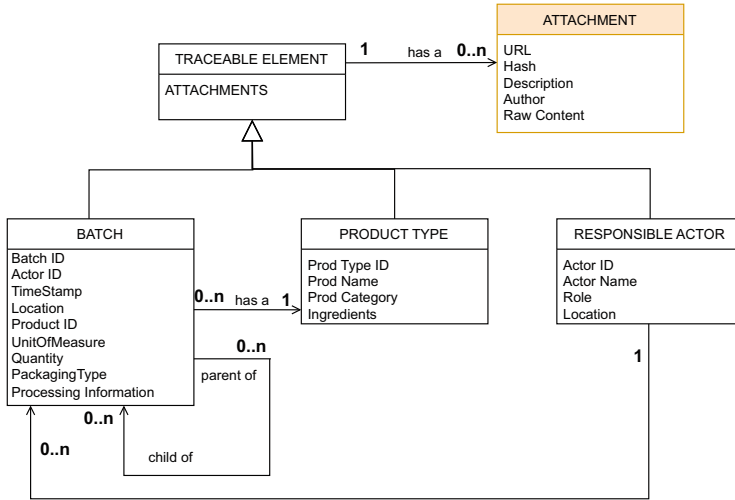 ATTACHMENT
URL
Hash
Description
Author
Raw Content
TRACEABLE ELEMENT
ATTACHMENTS
1 has a 0..n
BATCH
Batch ID
Actor ID
TimeStamp
Location
Product ID
UnitOfMeasure
Quantity
PackagingType
Processing Information
0..n has a 1
PRODUCT TYPE
Prod Type ID
Prod Name
Prod Category
Ingredients
RESPONSIBLE ACTOR
Actor ID
Actor Name
Role
Location
0..n
parent of
0..n
child of
0..n
1